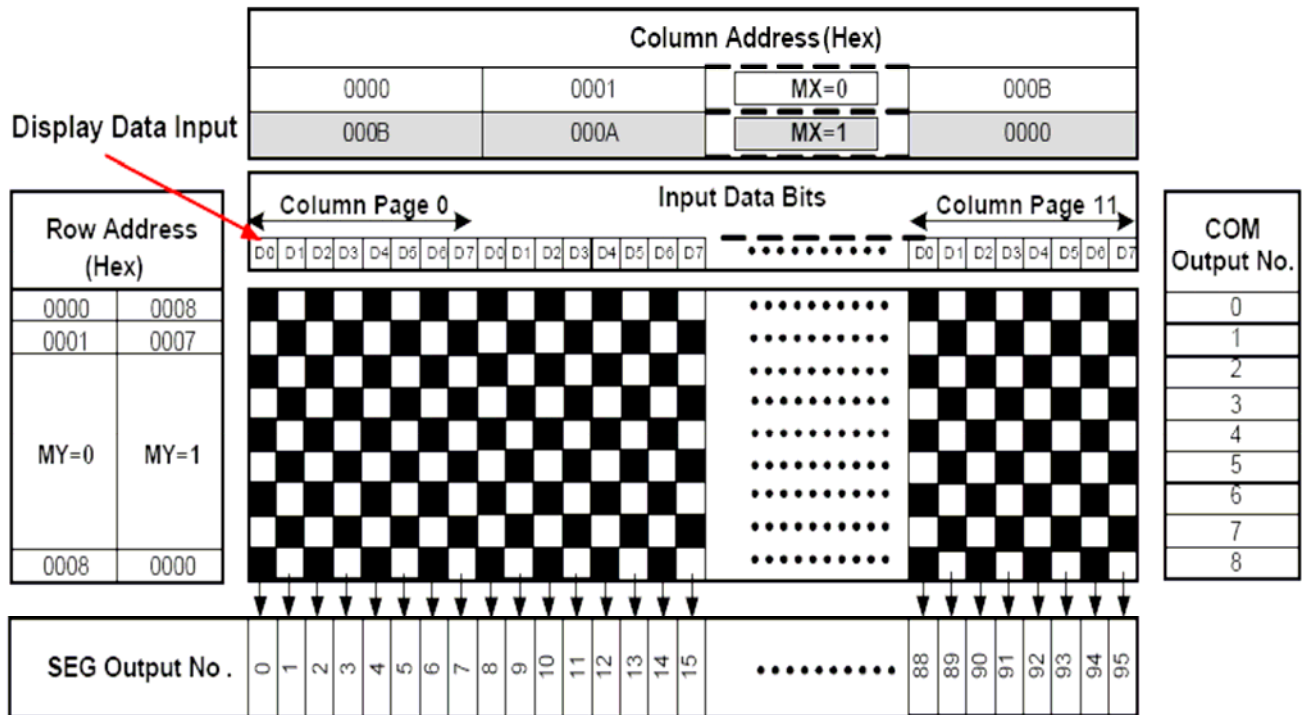 Column Address (Hex)
0000 0001 MX=0 000B
000B 000A MX=1 0000
Display Data Input
Column Page 0 Input Data Bits Column Page 11
D0 D1 D2 D3 D4 D5 D6 D7 D0 D1 D2 D3 D4 D5 D6 D7 D0 D1 D2 D3 D4 D5 D6 D7
Row Address
(Hex)
0000 0008
0001 0007
MY=0 MY=1
0008 0000
COM
Output No.
0
1
2
3
4
5
6
7
8
SEG Output No. 0 1 2 3 4 5 6 7 8 9 10 11 12 13 14 15 88 89 90 91 92 93 94 95